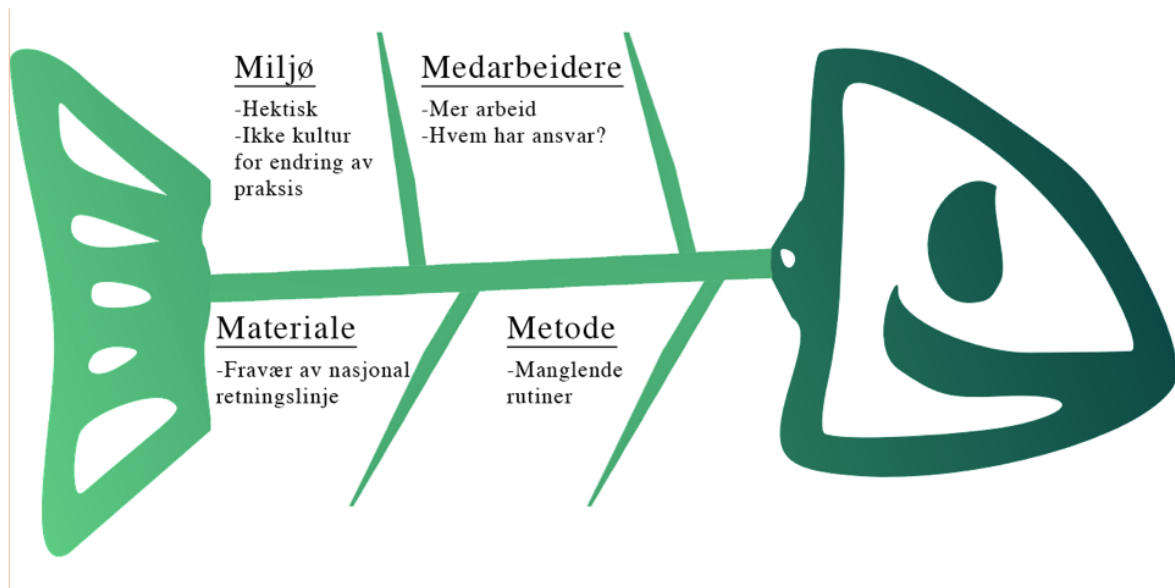 Miljø
-Hektisk
-Ikke kultur
for endring av
praksis
Medarbeidere
-Mer arbeid
-Hvem har ansvar?
Materiale
-Fravær av nasjonal
retningslinje
Metode
-Manglende
rutiner